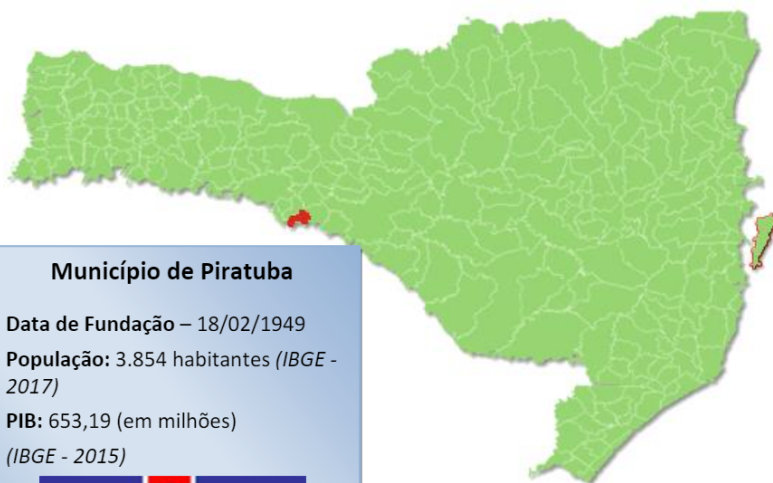 Município de Piratuba
Data de Fundação – 18/02/1949
População: 3.854 habitantes (IBGE -
2017)
PIB: 653,19 (em milhões)
(IBGE - 2015)